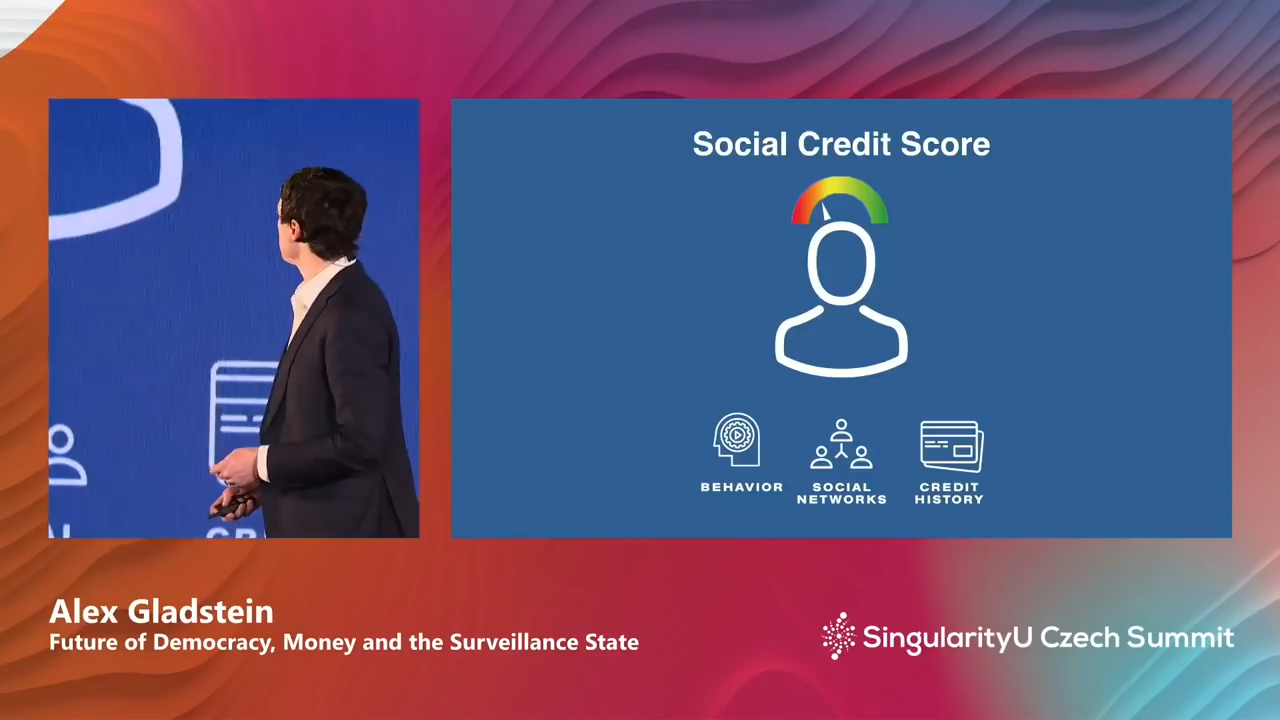 Social Credit Score
BEHAVIOR
SOCIAL
NETWORKS
CREDIT
HISTORY
Alex Gladstein
Future of Democracy, Money and the Surveillance State
SingularityU Czech Summit